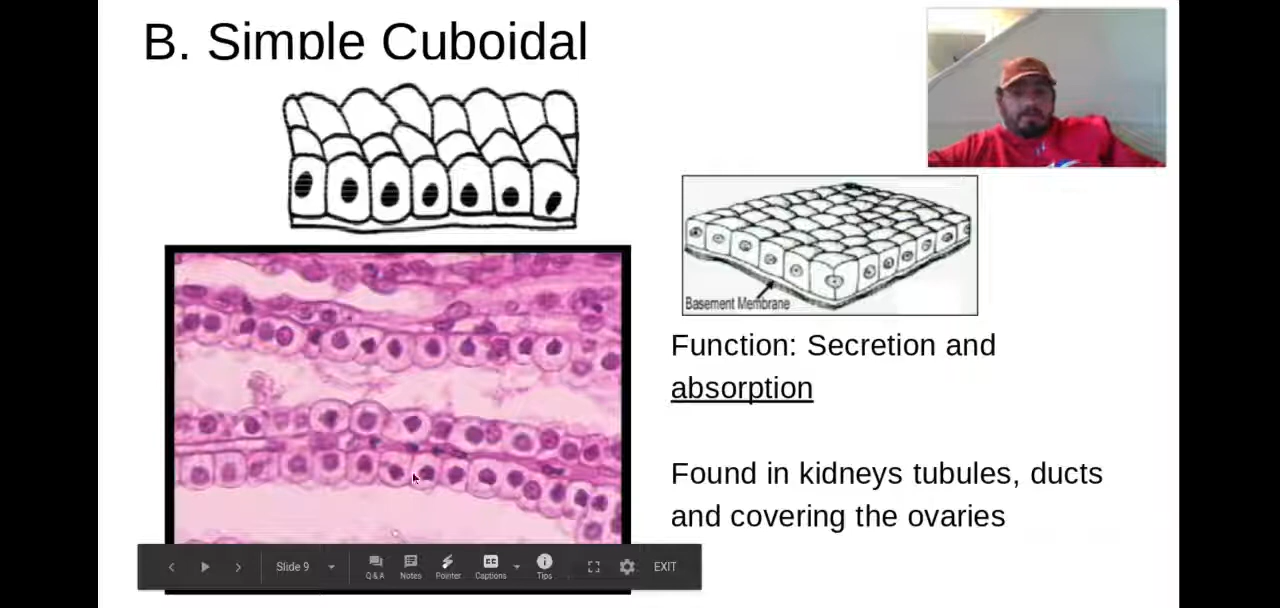 B. Simple Cuboidal
Basement Membrane
Function: Secretion and
absorption
Found in kidneys tubules, ducts
and covering the ovaries
Slide 9
Q & A
Notes
Pointer
Captions
Tips
EXIT